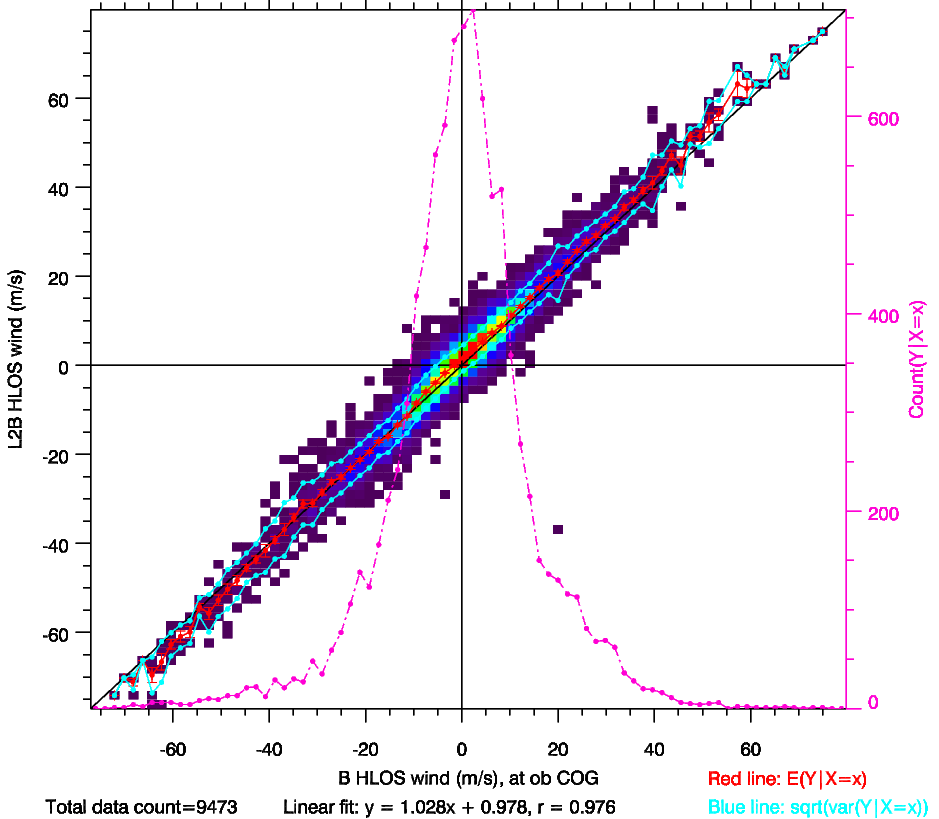 60
40
20
0
-20
-40
-60
L2B HLOS wind (m/s)
600
400
200
0
Count(Y|X=x)
-60 -40 -20 0 20 40 60
B HLOS wind (m/s), at ob COG
Red line: E(Y|X=x)
Total data count=9473 Linear fit: y = 1.028x + 0.978, r = 0.976
Blue line: sqrt(var(Y|X=x))